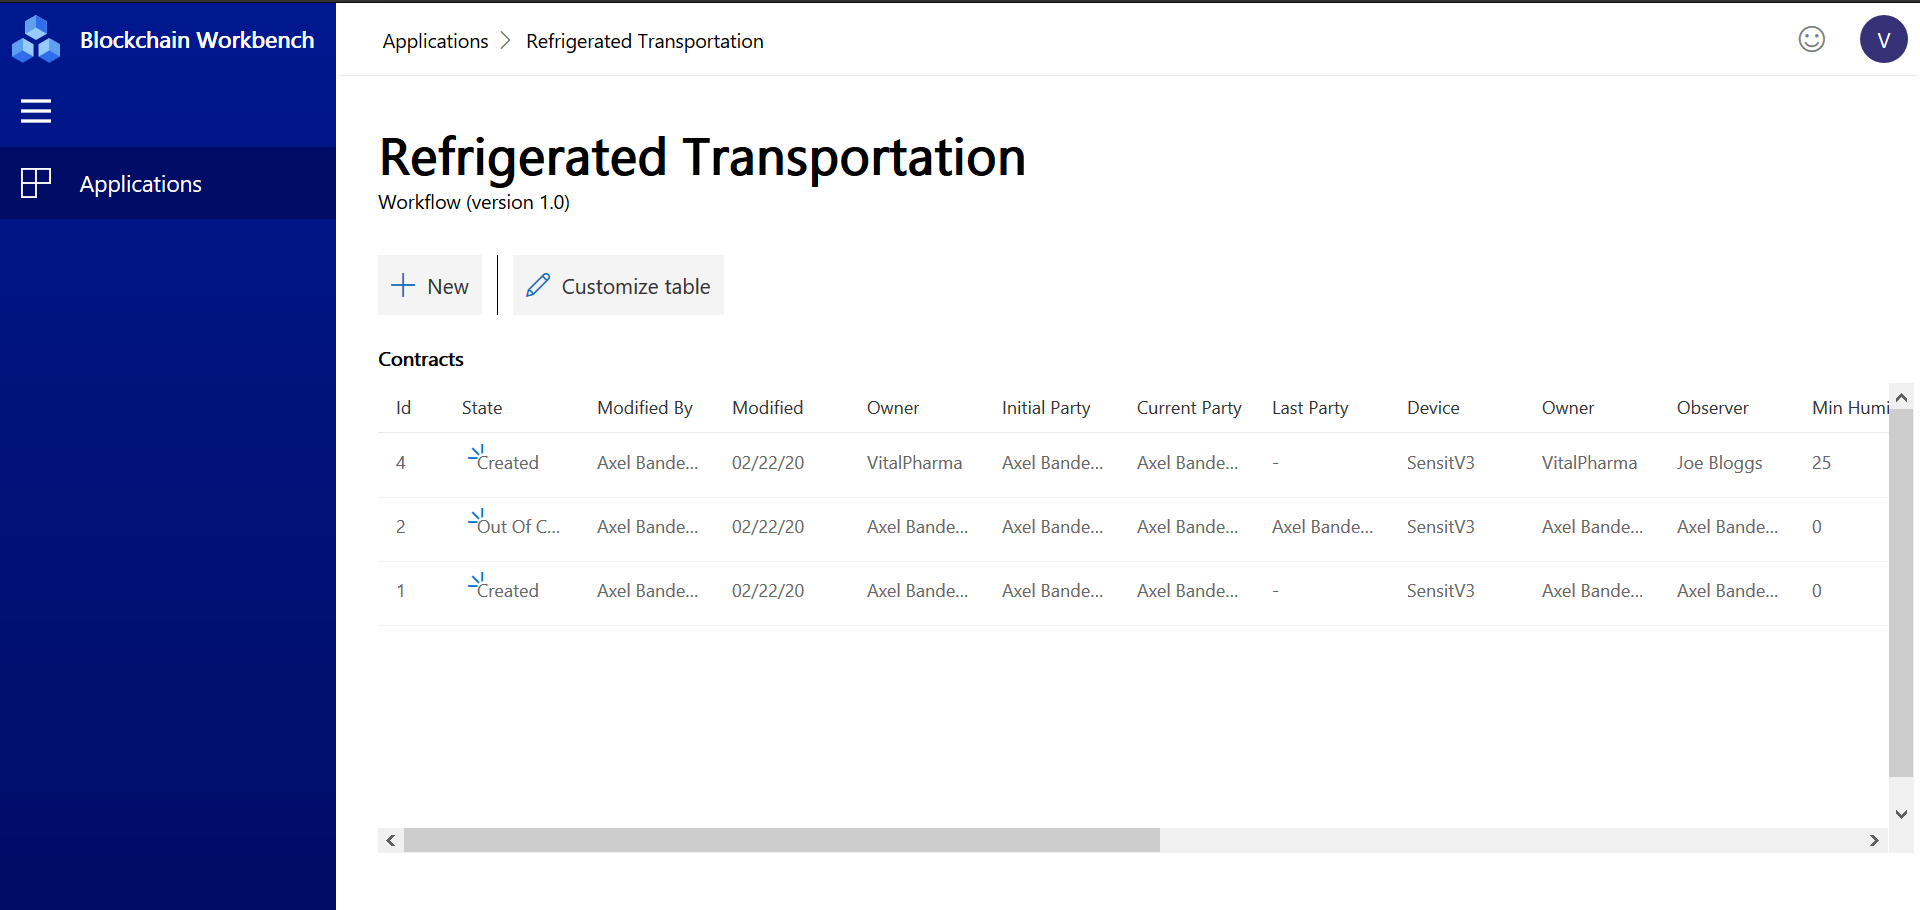 Blockchain Workbench
Applications
Applications > Refrigerated Transportation
V
Refrigerated Transportation
Workflow (version 1.0)
New
Customize table
Contracts
Id State Modified By Modified Owner Initial Party Current Party Last Party Device Owner Observer Min Humi
4 Created Axel Bande... 02/22/20 VitalPharma Axel Bande... Axel Bande... - SensitV3 VitalPharma Joe Bloggs 25
2 Out Of C... Axel Bande... 02/22/20 Axel Bande... Axel Bande... Axel Bande... Axel Bande... SensitV3 Axel Bande... Axel Bande... 0
1 Created Axel Bande... 02/22/20 Axel Bande... Axel Bande... Axel Bande... - SensitV3 Axel Bande... Axel Bande... 0